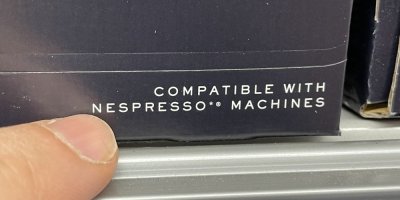 COMPATIBLE WITH
NESPRESSO*® MACHINES